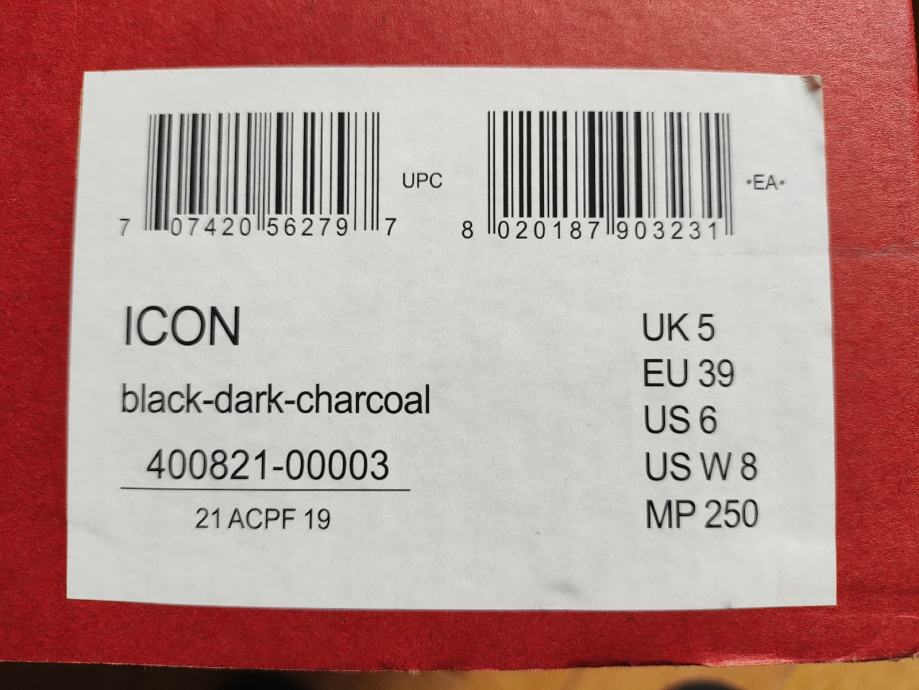 UPC
*EA*
7 07420 56279 7
8 020187 903231
ICON
black-dark-charcoal
400821-00003
21 ACPF 19
UK 5
EU 39
US 6
US W 8
MP 250